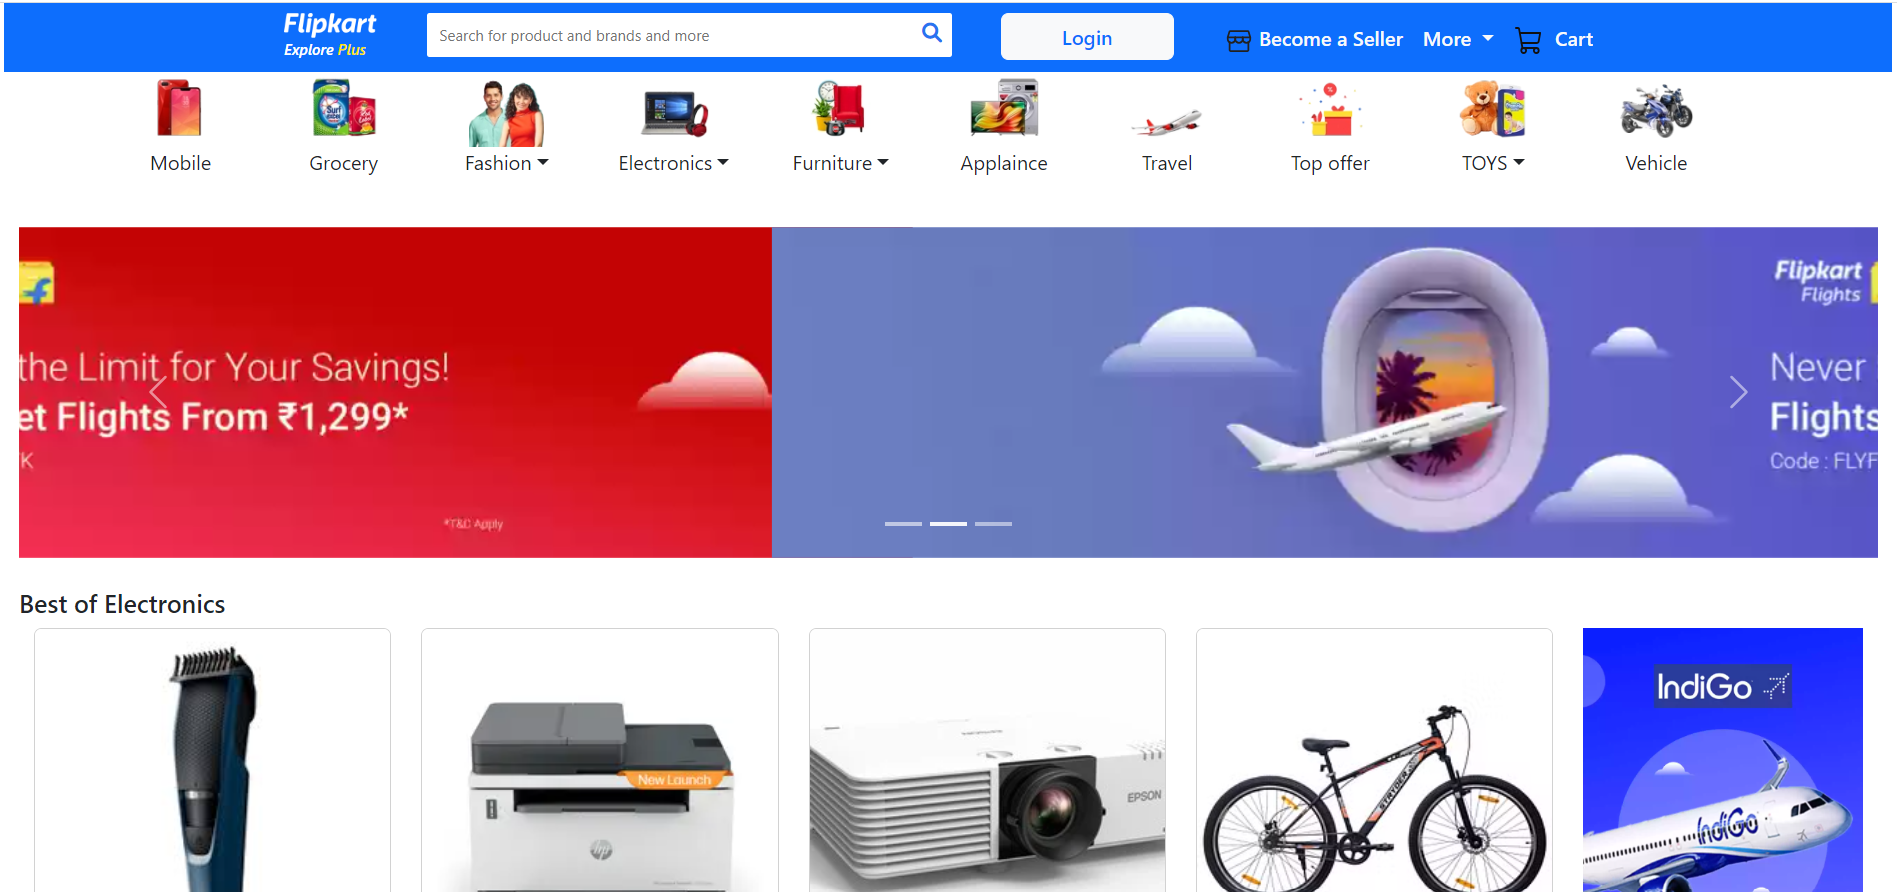 Flipkart
Explore Plus
Search for product and brands and more
Login
Become a Seller
More
Cart
Mobile
Grocery
Fashion
Electronics
Furniture
Applaince
Travel
Top offer
TOYS
Vehicle
the Limit for Your Savings!
et Flights From ₹1,299*
K
*T&C Apply
Flipkart
Flights
Never
Flights
Code : FLYF
Best of Electronics
New Launch
hp
EPSON
IndiGo
IndiGo